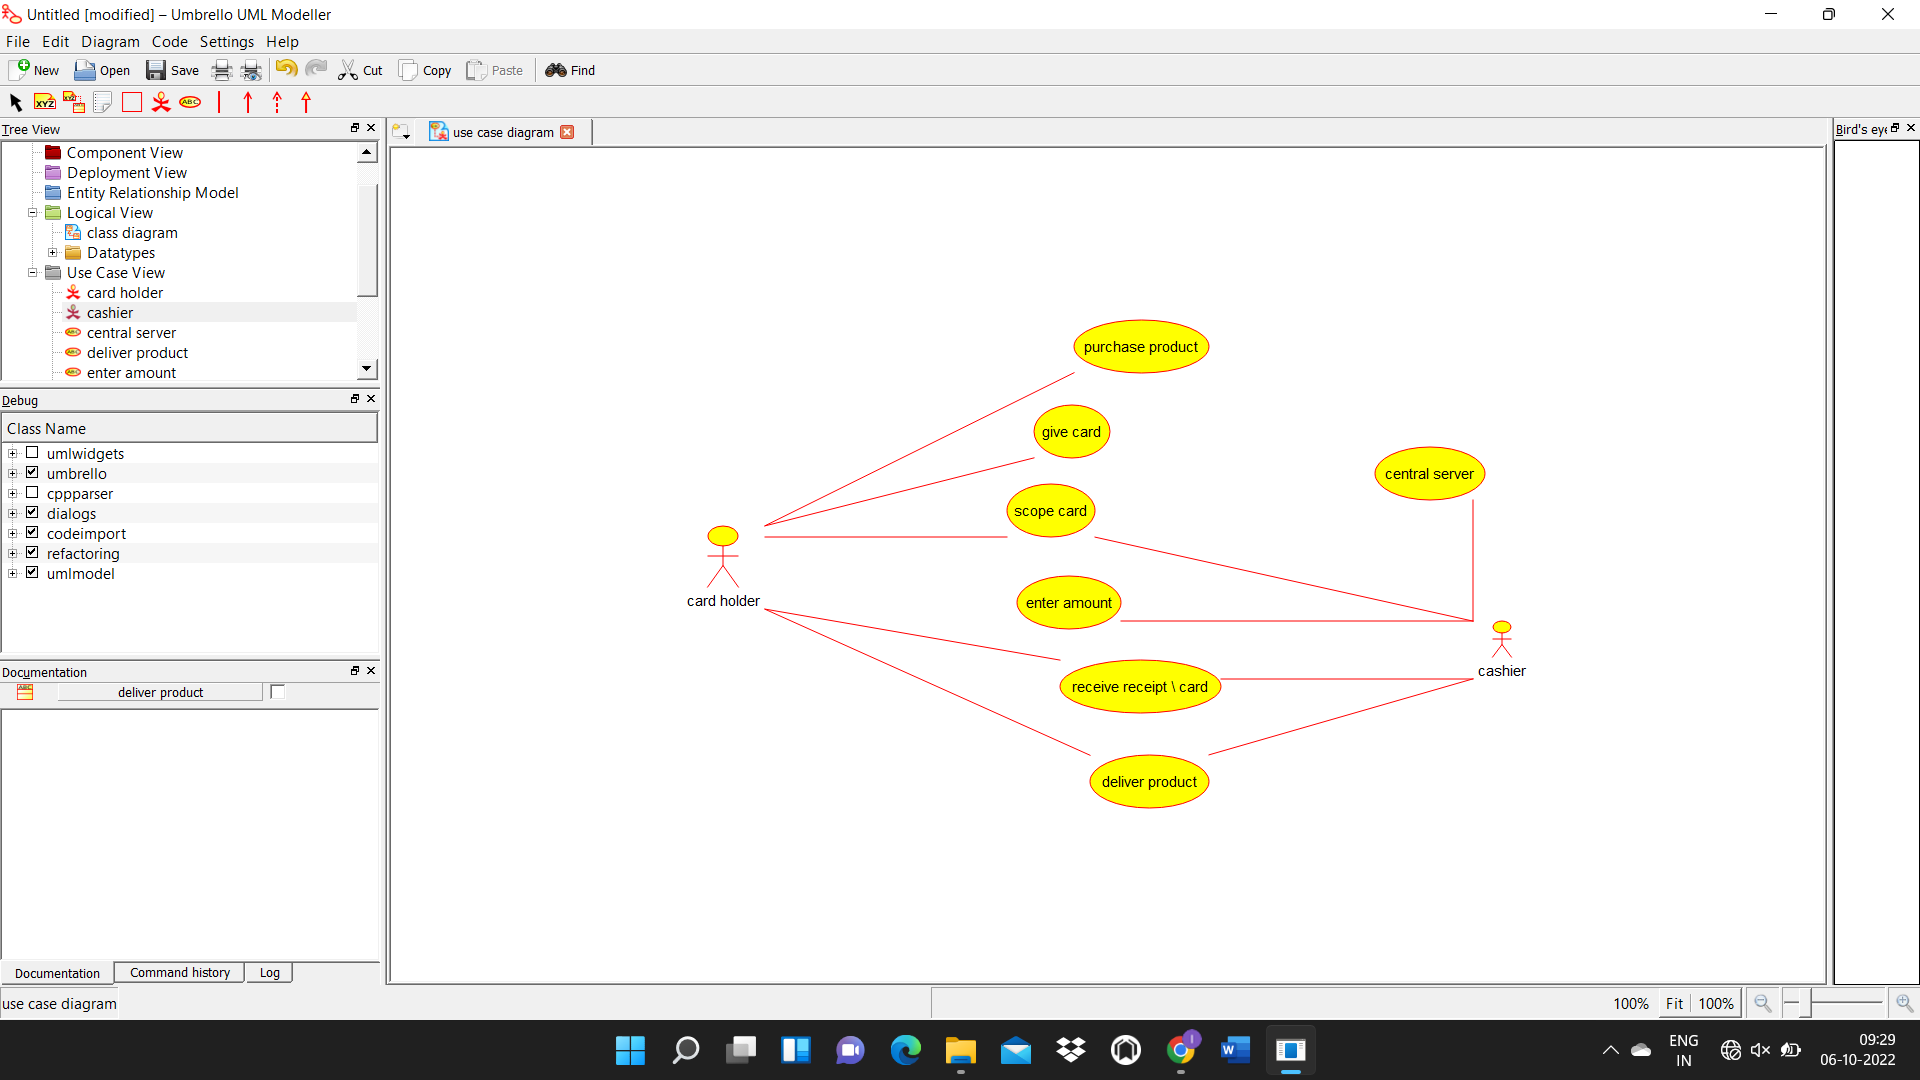 Untitled [modified] – Umbrello UML Modeller
File Edit Diagram Code Settings Help
New Open Save Cut Copy Paste Find
XYZ XYZ ABC
Tree View
Component View
Deployment View
Entity Relationship Model
Logical View
class diagram
Datatypes
Use Case View
card holder
cashier
central server
deliver product
enter amount
Debug
Class Name
umlwidgets
umbrello
cppparser
dialogs
codeimport
refactoring
umlmodel
Documentation
deliver product
Documentation Command history Log
use case diagram
use case diagram
purchase product
give card
central server
scope card
enter amount
card holder
cashier
receive receipt \ card
deliver product
Bird's eye
100% Fit 100%
ENG
IN
09:29
06-10-2022